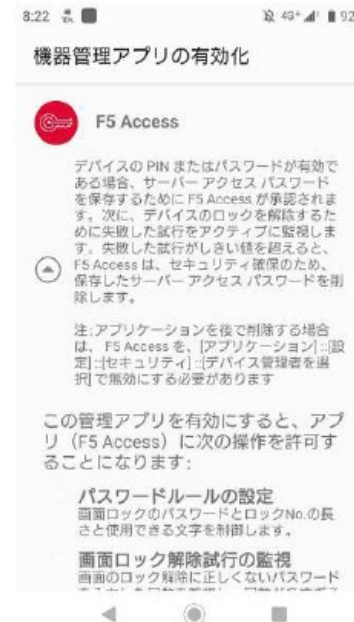 8:22 4G+ 92
機器管理アプリの有効化
F5 Access
デバイスの PIN またはパスワードが有効で
ある場合、サーバー アクセス パスワード
を保存するために F5 Access が承認されま
す。次に、デバイスのロックを解除するた
めに失敗した試行をアクティブに監視しま
す。失敗した試行がしきい値を超えると、
F5 Access は、セキュリティ確保のため、
保存したサーバー アクセス パスワードを削
除します。
注:アプリケーションを後で削除する場合
は、 F5 Access を、[アプリケーション]::[設
定]::[セキュリティ]::[デバイス管理者を選
択] で無効にする必要があります
この管理アプリを有効にすると、アプ
リ（F5 Access）に次の操作を許可す
ることになります:
パスワードルールの設定
画面ロックのパスワードとロックNo.の長
さと使用できる文字を制御します。
画面ロック解除試行の監視
画面のロック解除に正しくないパスワード